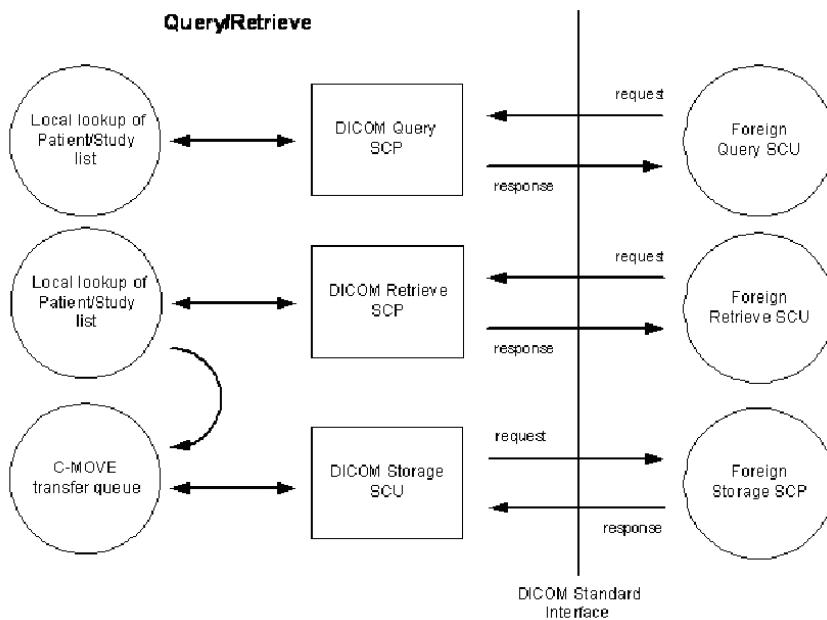 Query/Retrieve
Local lookup of
Patient/Study
list
DICOM Query
SCP
request
response
Foreign
Query SCU
Local lookup of
Patient/Study
list
DICOM Retrieve
SCP
request
response
Foreign
Retrieve SCU
C-MOVE
transfer queue
DICOM Storage
SCU
request
response
Foreign
Storage SCP
DICOM Standard
Interface